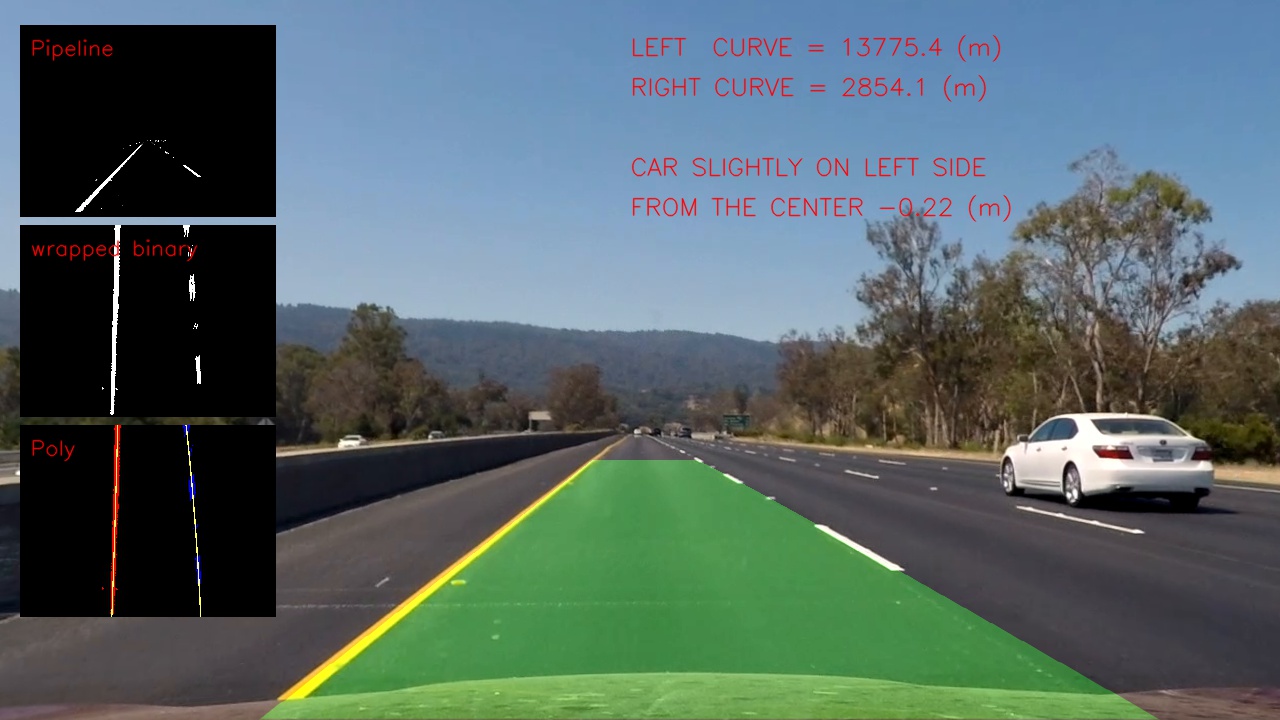 Pipeline
wrapped binary
Poly
LEFT  CURVE = 13775.4 (m)
RIGHT CURVE = 2854.1 (m)
CAR SLIGHTLY ON LEFT SIDE
FROM THE CENTER -0.22 (m)